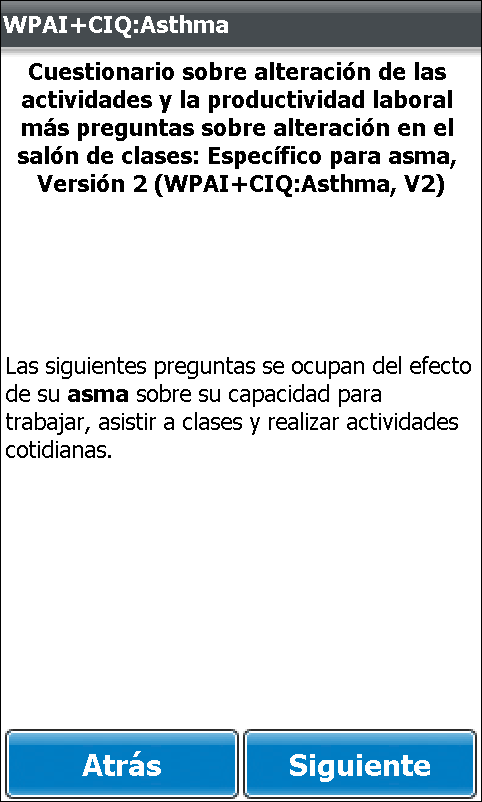 WPAI+CIQ:Asthma
Cuestionario sobre alteración de las
actividades y la productividad laboral
más preguntas sobre alteración en el
salón de clases: Específico para asma,
Versión 2 (WPAI+CIQ:Asthma, V2)
Las siguientes preguntas se ocupan del efecto
de su asma sobre su capacidad para
trabajar, asistir a clases y realizar actividades
cotidianas.
Atrás
Siguiente